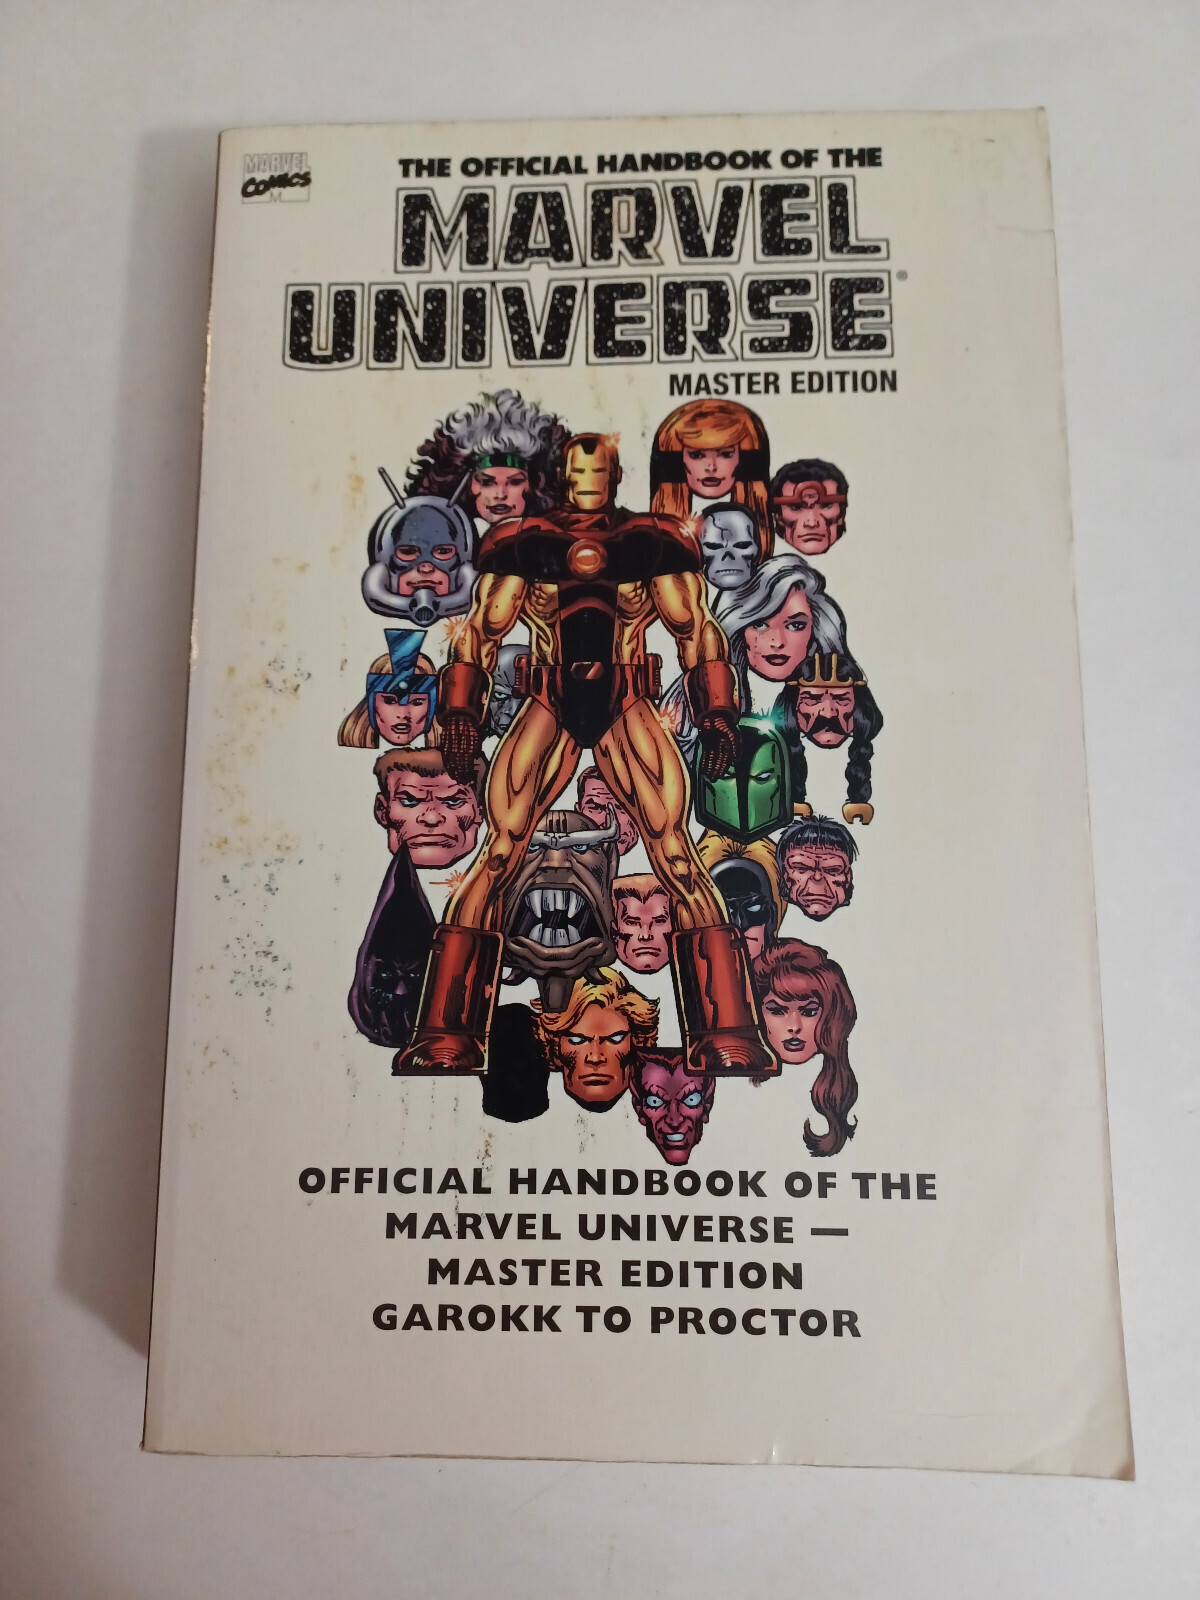 MARVEL
COMICS
M
THE OFFICIAL HANDBOOK OF THE
MARVEL
UNIVERSE®
MASTER EDITION
OFFICIAL HANDBOOK OF THE
MARVEL UNIVERSE —
MASTER EDITION
GAROKK TO PROCTOR